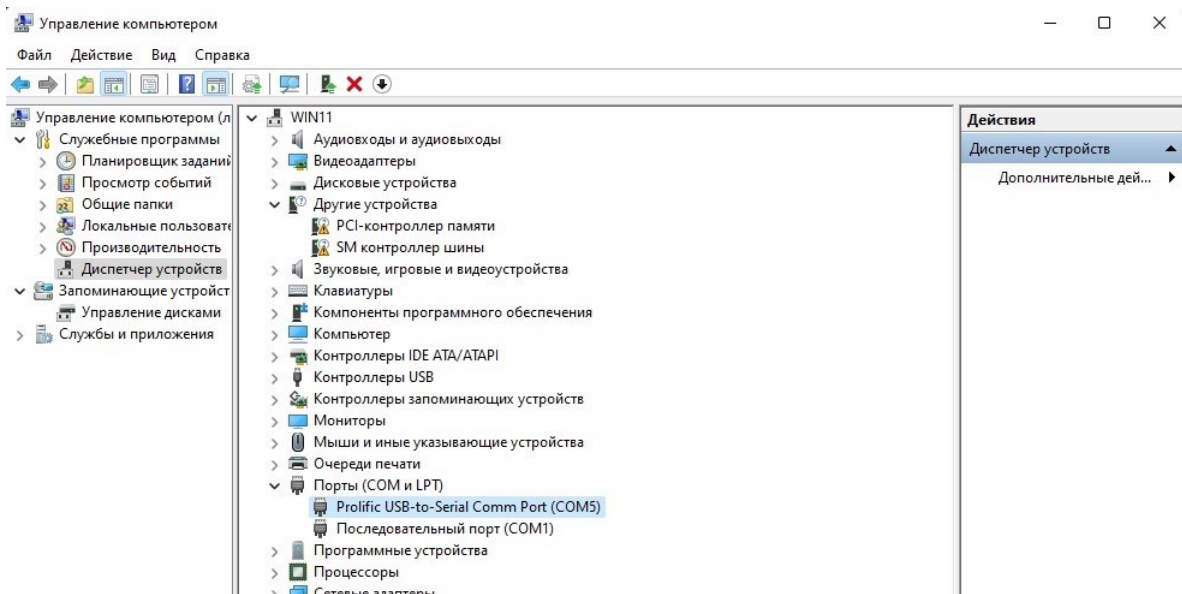 Управление компьютером
Файл Действие Вид Справка
Управление компьютером (л
Служебные программы
Планировщик заданий
Просмотр событий
Общие папки
Локальные пользовате
Производительность
Диспетчер устройств
Запоминающие устройст
Управление дисками
Службы и приложения
WIN11
Аудиовходы и аудиовыходы
Видеоадаптеры
Дисковые устройства
Другие устройства
PCI-контроллер памяти
SM контроллер шины
Звуковые, игровые и видеоустройства
Клавиатуры
Компоненты программного обеспечения
Компьютер
Контроллеры IDE ATA/ATAPI
Контроллеры USB
Контроллеры запоминающих устройств
Мониторы
Мыши и иные указывающие устройства
Очереди печати
Порты (COM и LPT)
Prolific USB-to-Serial Comm Port (COM5)
Последовательный порт (COM1)
Программные устройства
Процессоры
Сетевые адаптеры
Действия
Диспетчер устройств
Дополнительные дей...